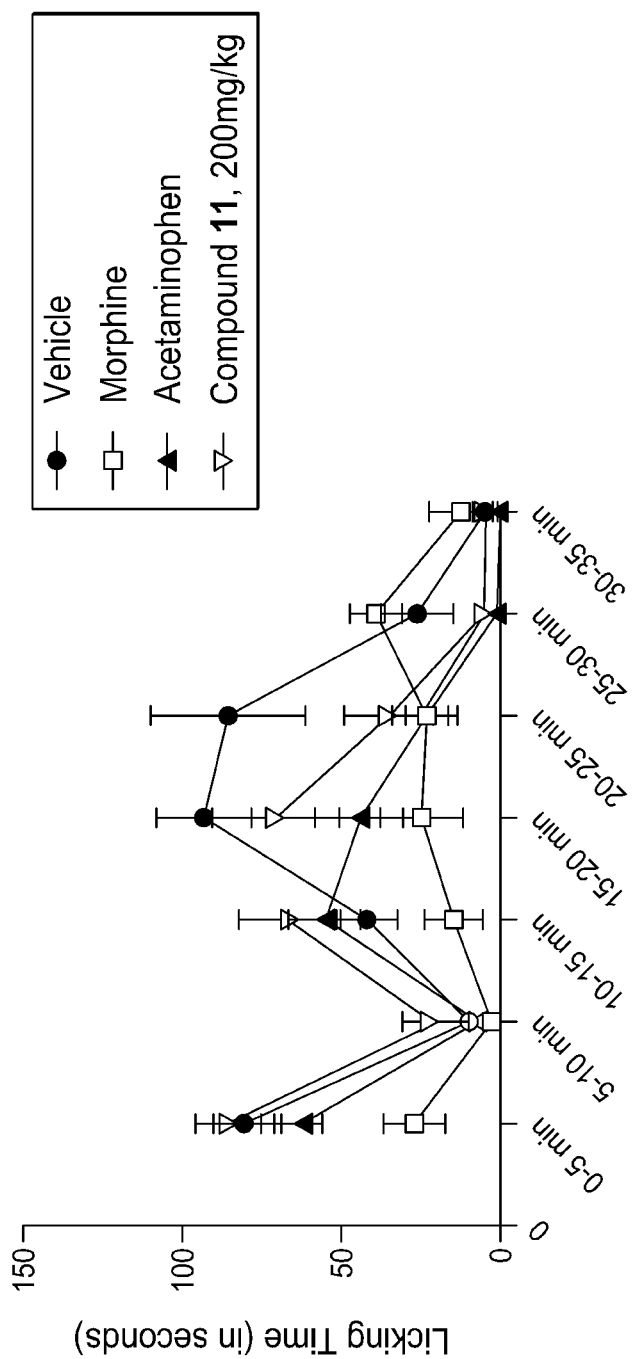 Vehicle
Morphine
Acetaminophen
Compound 11, 200mg/kg
Licking Time (in seconds)
150
100
50
0
0
0-5 min
5-10 min
10-15 min
15-20 min
20-25 min
25-30 min
30-35 min